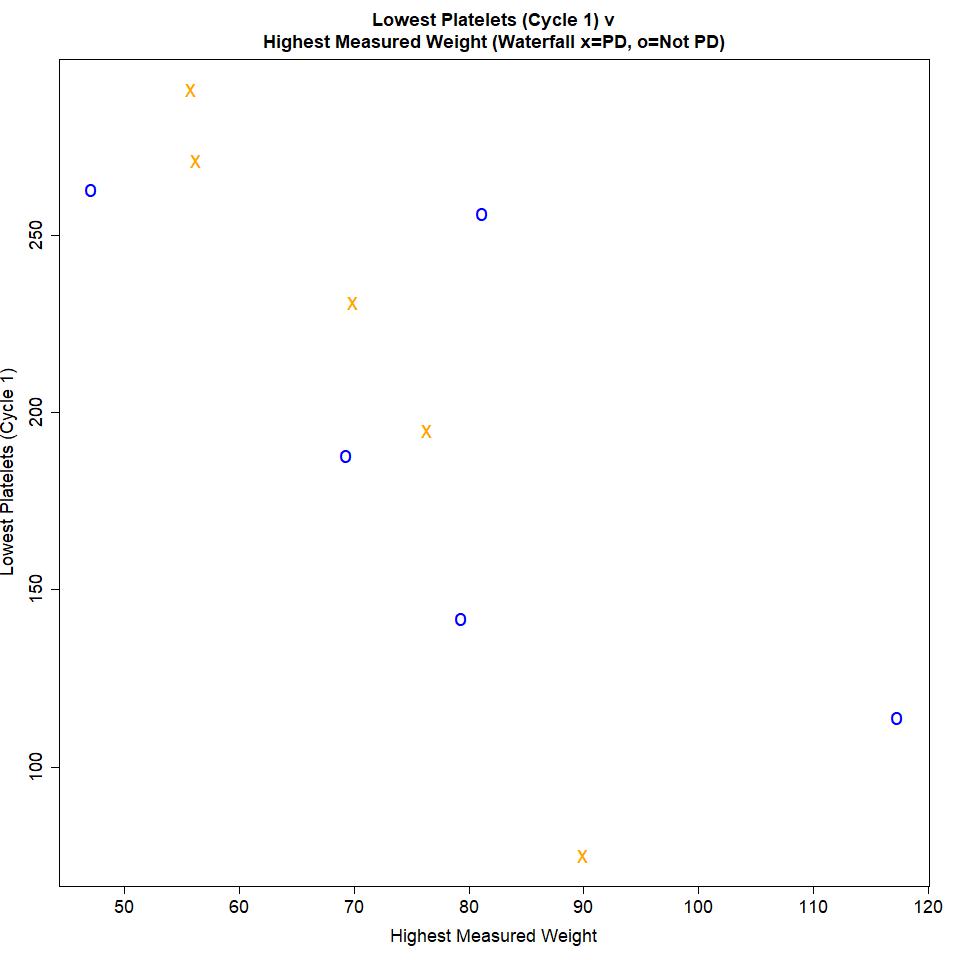 Lowest Platelets (Cycle 1) v
Highest Measured Weight (Waterfall x=PD, o=Not PD)
X
X
O
O
250
X
Lowest Platelets (Cycle 1)
200
X
O
150
O
O
100
X
50 60 70 80 90 100 110 120
Highest Measured Weight